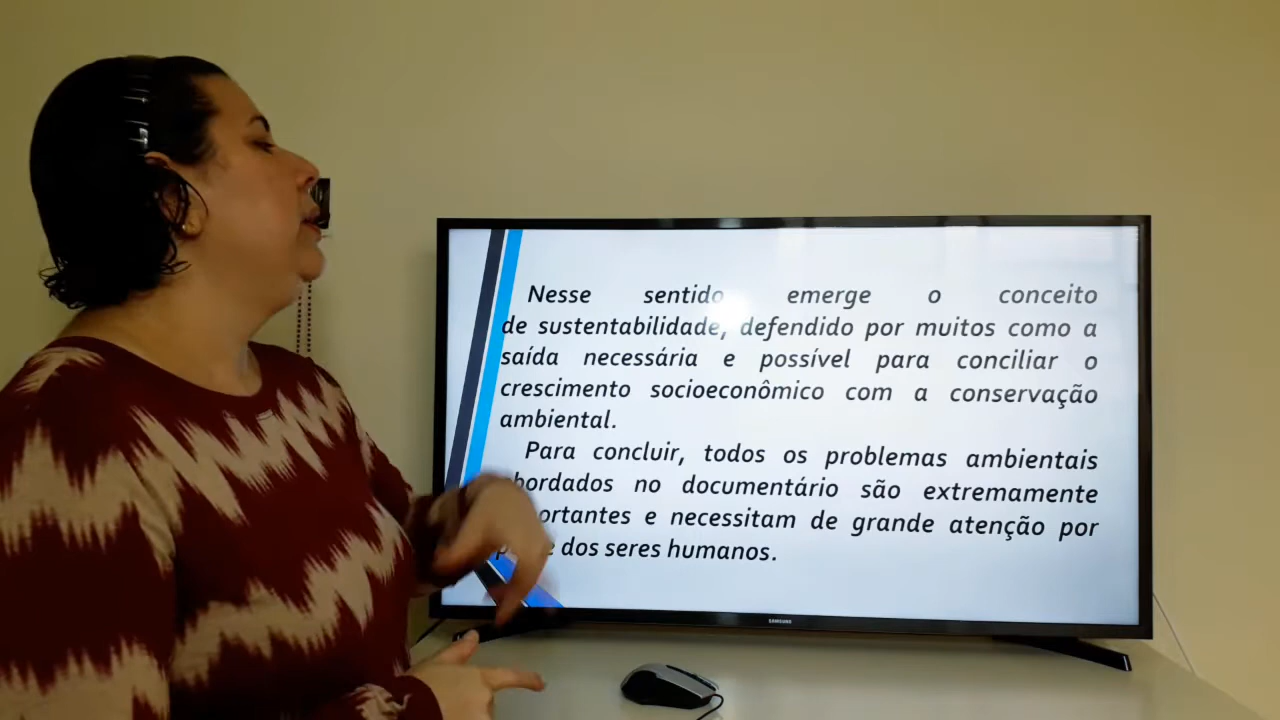 Nesse sentido emerge o conceito
de sustentabilidade, defendido por muitos como a
saída necessária e possível para conciliar o
crescimento socioeconômico com a conservação
ambiental.
Para concluir, todos os problemas ambientais
abordados no documentário são extremamente
e necessitam de grande atenção por
dos seres humanos.
SAMSUNG